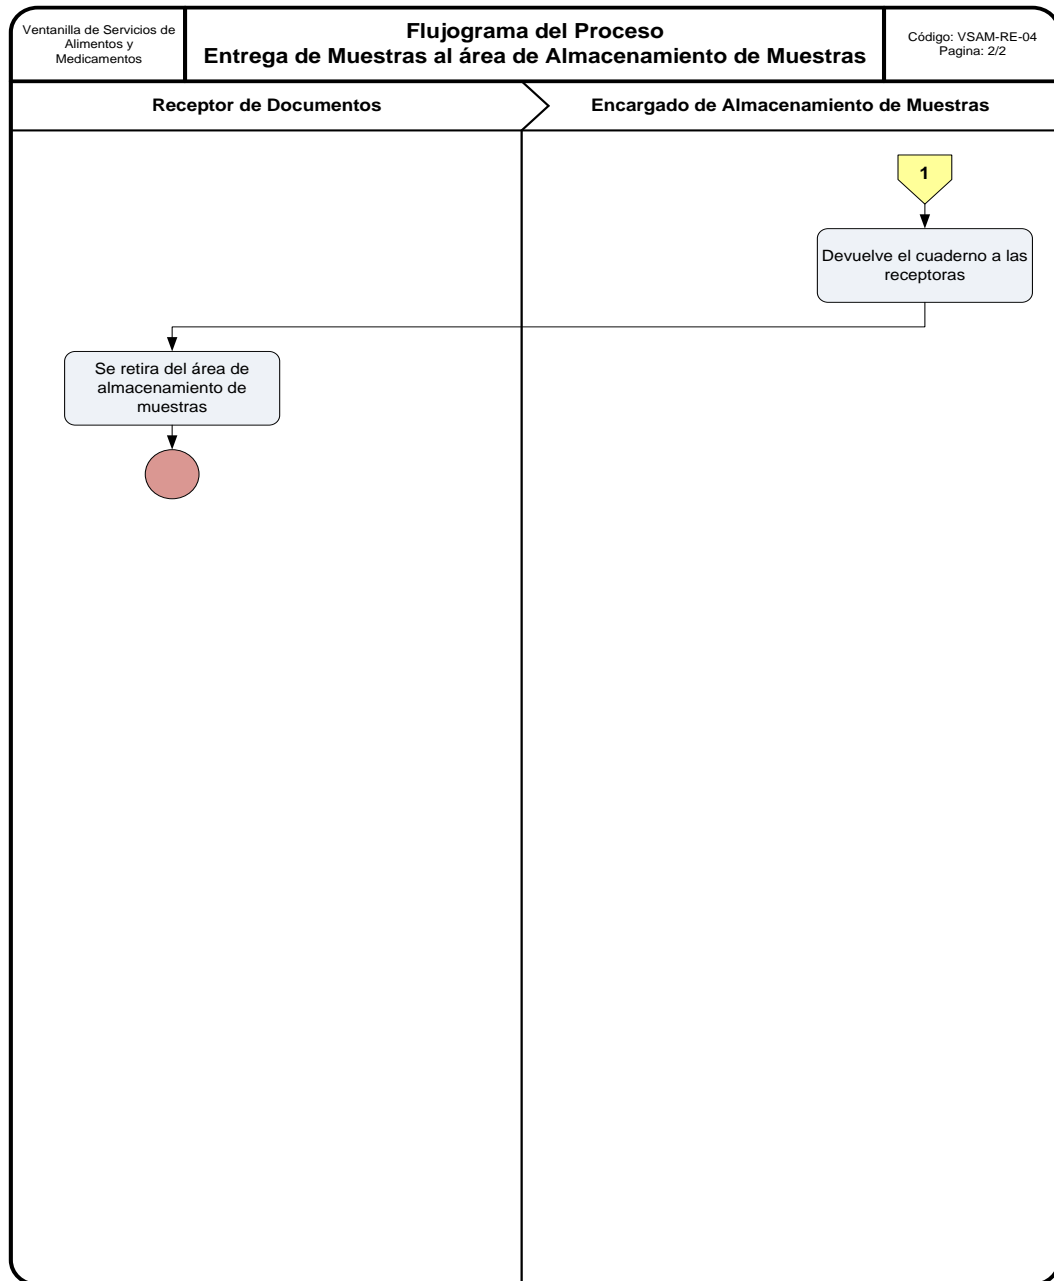 Ventanilla de Servicios de
Alimentos y
Medicamentos
Flujograma del Proceso
Entrega de Muestras al área de Almacenamiento de Muestras
Código: VSAM-RE-04
Pagina: 2/2
Receptor de Documentos
Encargado de Almacenamiento de Muestras
1
Devuelve el cuaderno a las
receptoras
Se retira del área de
almacenamiento de
muestras